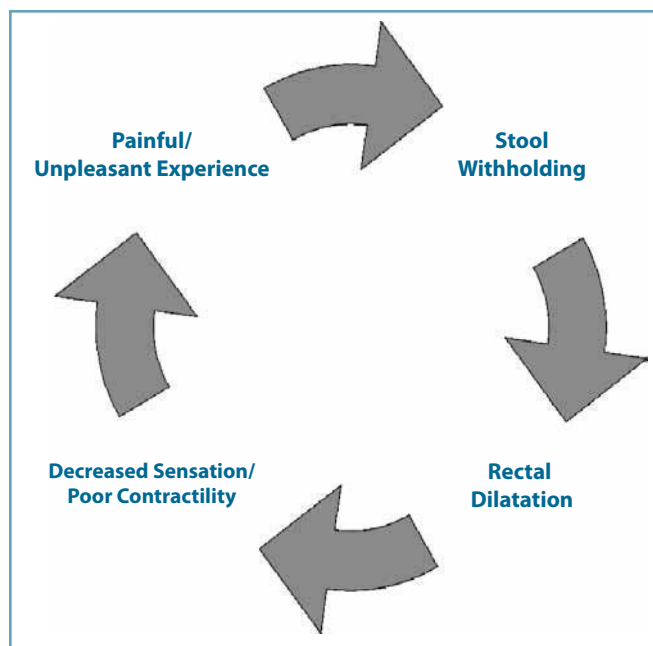 Painful/
Unpleasant Experience
Stool
Withholding
Decreased Sensation/
Poor Contractility
Rectal
Dilatation